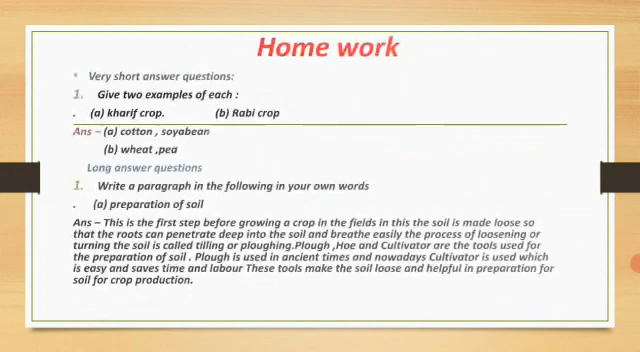 Home work
• Very short answer questions:
1. Give two examples of each :
. (a) kharif crop. (b) Rabi crop
Ans – (a) cotton , soyabean
(b) wheat ,pea
Long answer questions
1. Write a paragraph in the following in your own words
. (a) preparation of soil
Ans – This is the first step before growing a crop in the fields In this the soil is made loose so
that the roots can penetrate deep into the soil and breathe easily the process of loosening or
turning the soil is called tilling or ploughing.Plough ,Hoe and Cultivator are the tools used for
the preparation of soil . Plough is used in ancient times and nowadays Cultivator is used which
is easy and saves time and labour These tools make the soil loose and helpful in preparation for
soil for crop production.